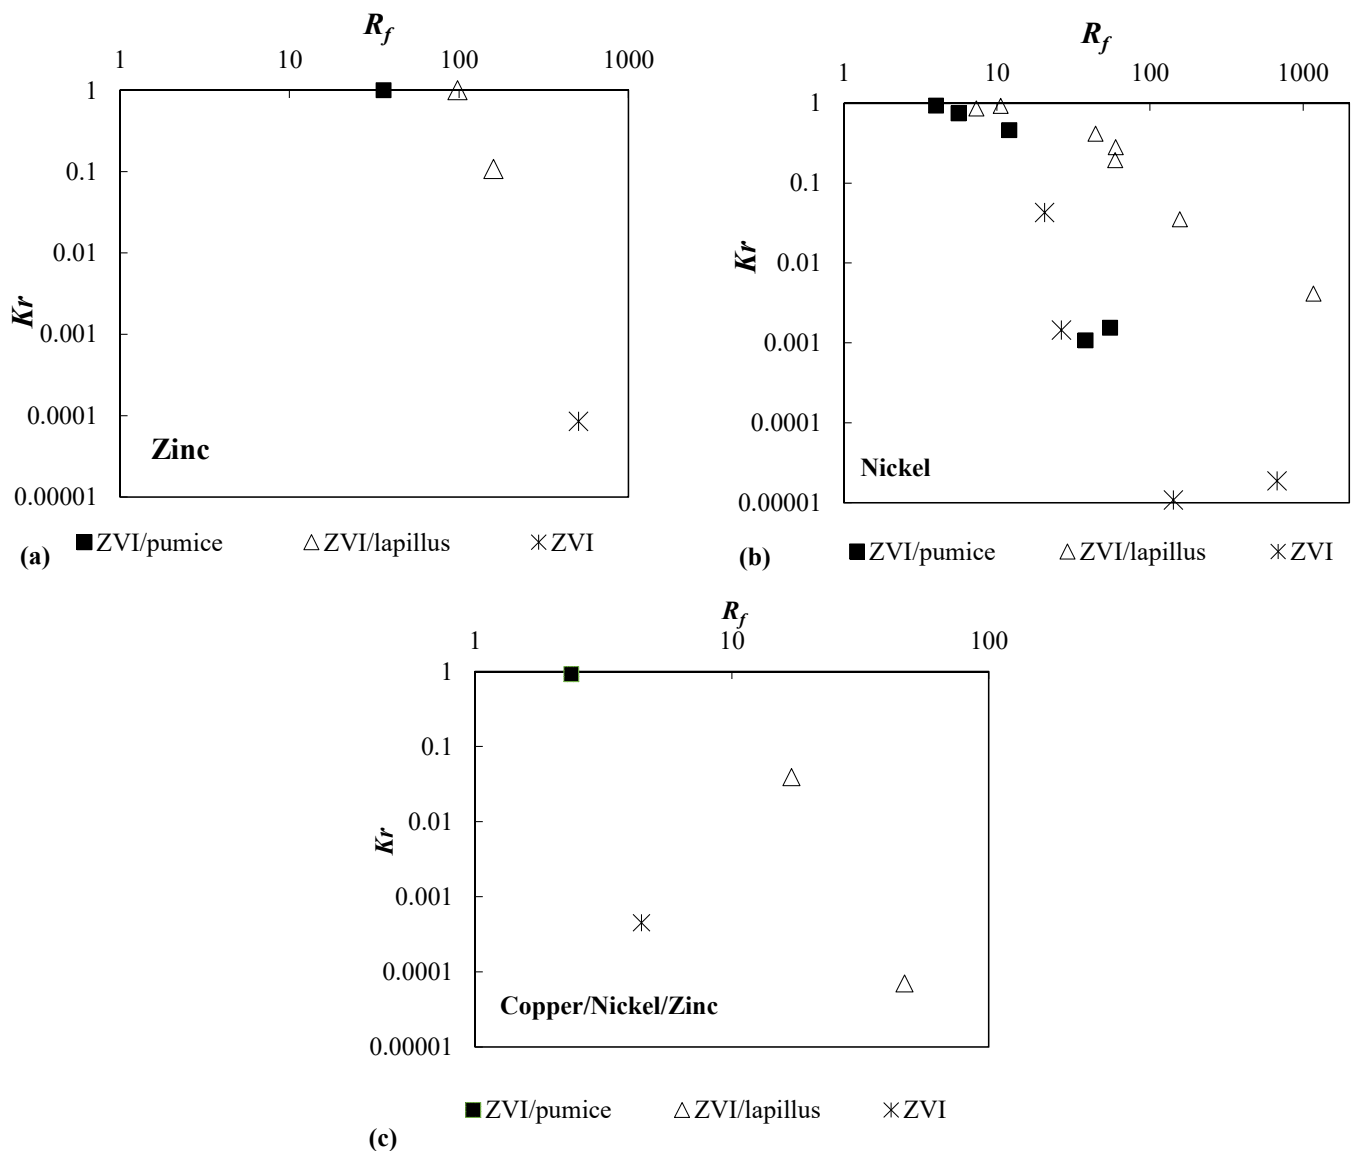 R_f
1 10 100 1000
1
0.1
0.01
0.001
0.0001
0.00001
Kr
Zinc
ZVI/pumice ZVI/lapillus ZVI
(a)
R_f
1 10 100 1000
1
0.1
0.01
0.001
0.0001
0.00001
Kr
Nickel
ZVI/pumice ZVI/lapillus ZVI
(b)
R_f
1 10 100
1
0.1
0.01
0.001
0.0001
0.00001
Kr
Copper/Nickel/Zinc
ZVI/pumice ZVI/lapillus ZVI
(c)